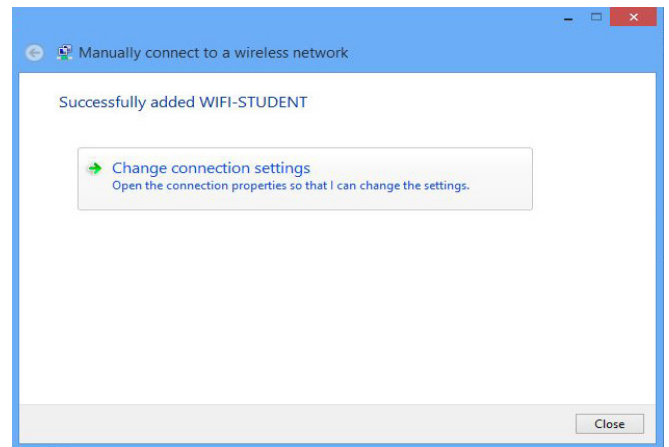 Manually connect to a wireless network
Successfully added WIFI-STUDENT
Change connection settings
Open the connection properties so that I can change the settings.
Close